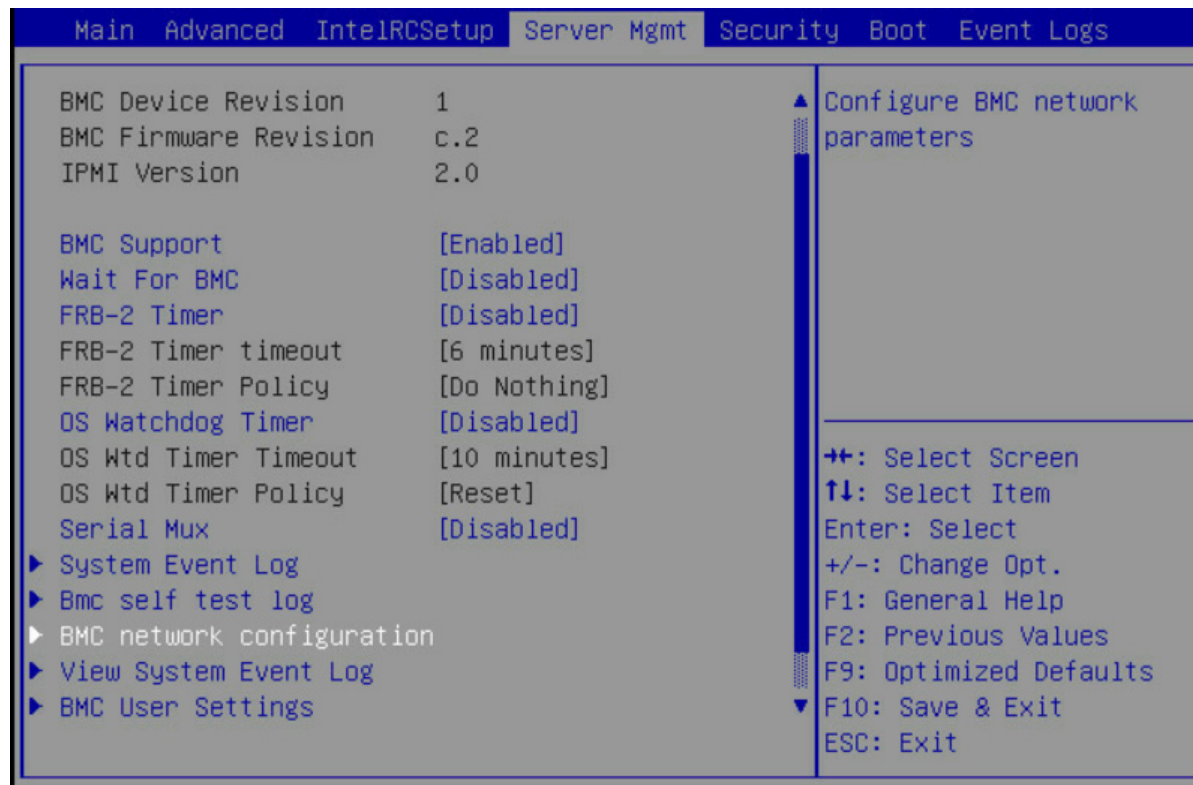 Main Advanced IntelRCSetup Server Mgmt Security Boot Event Logs
BMC Device Revision 1
BMC Firmware Revision c.2
IPMI Version 2.0
BMC Support [Enabled]
Wait For BMC [Disabled]
FRB-2 Timer [Disabled]
FRB-2 Timer timeout [6 minutes]
FRB-2 Timer Policy [Do Nothing]
OS Watchdog Timer [Disabled]
OS Wtd Timer Timeout [10 minutes]
OS Wtd Timer Policy [Reset]
Serial Mux [Disabled]
System Event Log
Bmc self test log
BMC network configuration
View System Event Log
BMC User Settings
Configure BMC network
parameters
→←: Select Screen
↑↓: Select Item
Enter: Select
+/-: Change Opt.
F1: General Help
F2: Previous Values
F9: Optimized Defaults
F10: Save & Exit
ESC: Exit